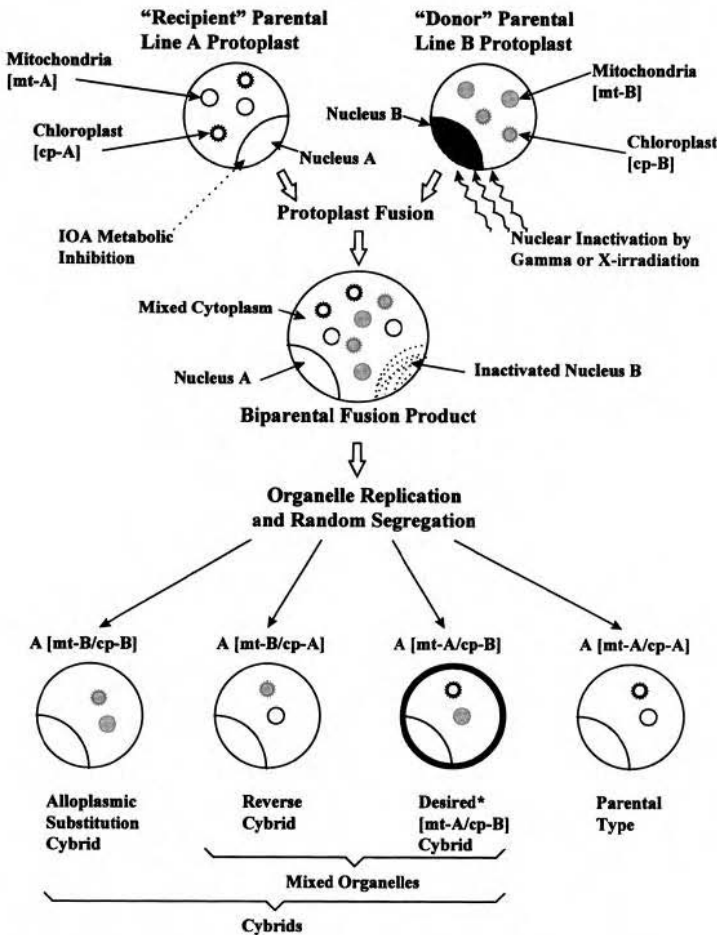 “Recipient” Parental
Line A Protoplast
“Donor” Parental
Line B Protoplast
Mitochondria
[mt-A]
Chloroplast
[cp-A]
Nucleus A
Nucleus B
Mitochondria
[mt-B]
Chloroplast
[cp-B]
IOA Metabolic
Inhibition
Protoplast Fusion
Nuclear Inactivation by
Gamma or X-irradiation
Mixed Cytoplasm
Nucleus A
Inactivated Nucleus B
Biparental Fusion Product
Organelle Replication
and Random Segregation
A [mt-B/cp-B]
A [mt-B/cp-A]
A [mt-A/cp-B]
A [mt-A/cp-A]
Alloplasmic
Substitution
Cybrid
Reverse
Cybrid
Desired*
[mt-A/cp-B]
Cybrid
Parental
Type
Mixed Organelles
Cybrids